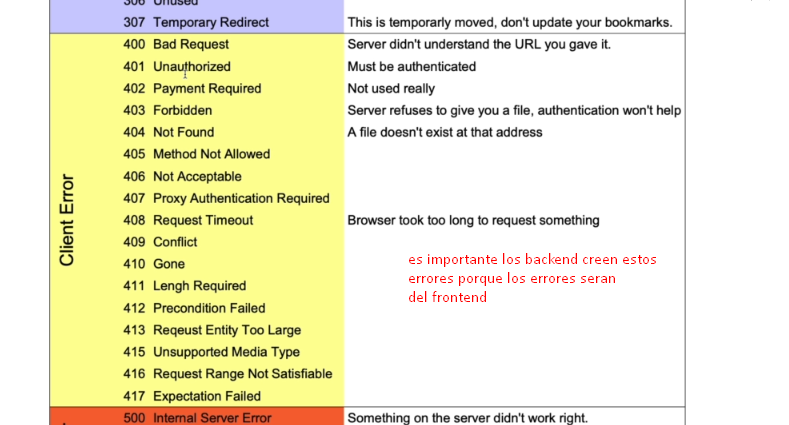 306 Unused
307 Temporary Redirect This is temporarly moved, don't update your bookmarks.
400 Bad Request Server didn't understand the URL you gave it.
401 Unauthorized Must be authenticated
402 Payment Required Not used really
403 Forbidden Server refuses to give you a file, authentication won't help
404 Not Found A file doesn't exist at that address
405 Method Not Allowed
406 Not Acceptable
407 Proxy Authentication Required
408 Request Timeout Browser took too long to request something
409 Conflict
410 Gone
411 Lengh Required
412 Precondition Failed
413 Reqeust Entity Too Large
415 Unsupported Media Type
416 Request Range Not Satisfiable
417 Expectation Failed
Client Error
es importante los backend creen estos
errores porque los errores seran
del frontend
500 Internal Server Error Something on the server didn't work right.